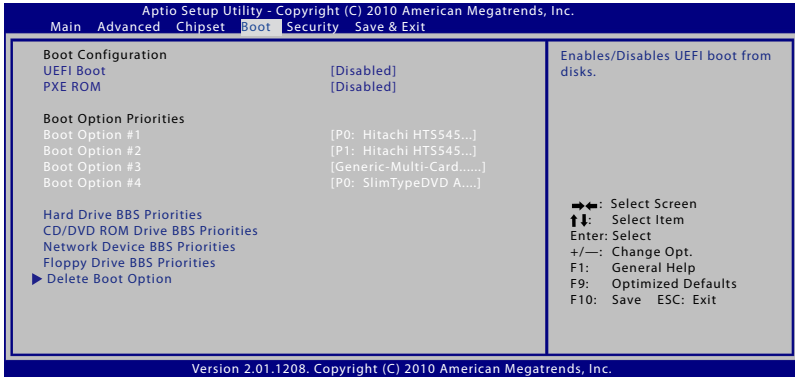 Aptio Setup Utility - Copyright (C) 2010 American Megatrends, Inc.
Main Advanced Chipset Boot Security Save & Exit
Boot Configuration
UEFI Boot [Disabled]
PXE ROM [Disabled]
Boot Option Priorities
Boot Option #1 [P0: Hitachi HTS545...]
Boot Option #2 [P1: Hitachi HTS545...]
Boot Option #3 [Generic-Multi-Card......]
Boot Option #4 [P0: SlimTypeDVD A....]
Hard Drive BBS Priorities
CD/DVD ROM Drive BBS Priorities
Network Device BBS Priorities
Floppy Drive BBS Priorities
Delete Boot Option
Enables/Disables UEFI boot from
disks.
→←: Select Screen
↑↓: Select Item
Enter: Select
+/—: Change Opt.
F1: General Help
F9: Optimized Defaults
F10: Save ESC: Exit
Version 2.01.1208. Copyright (C) 2010 American Megatrends, Inc.